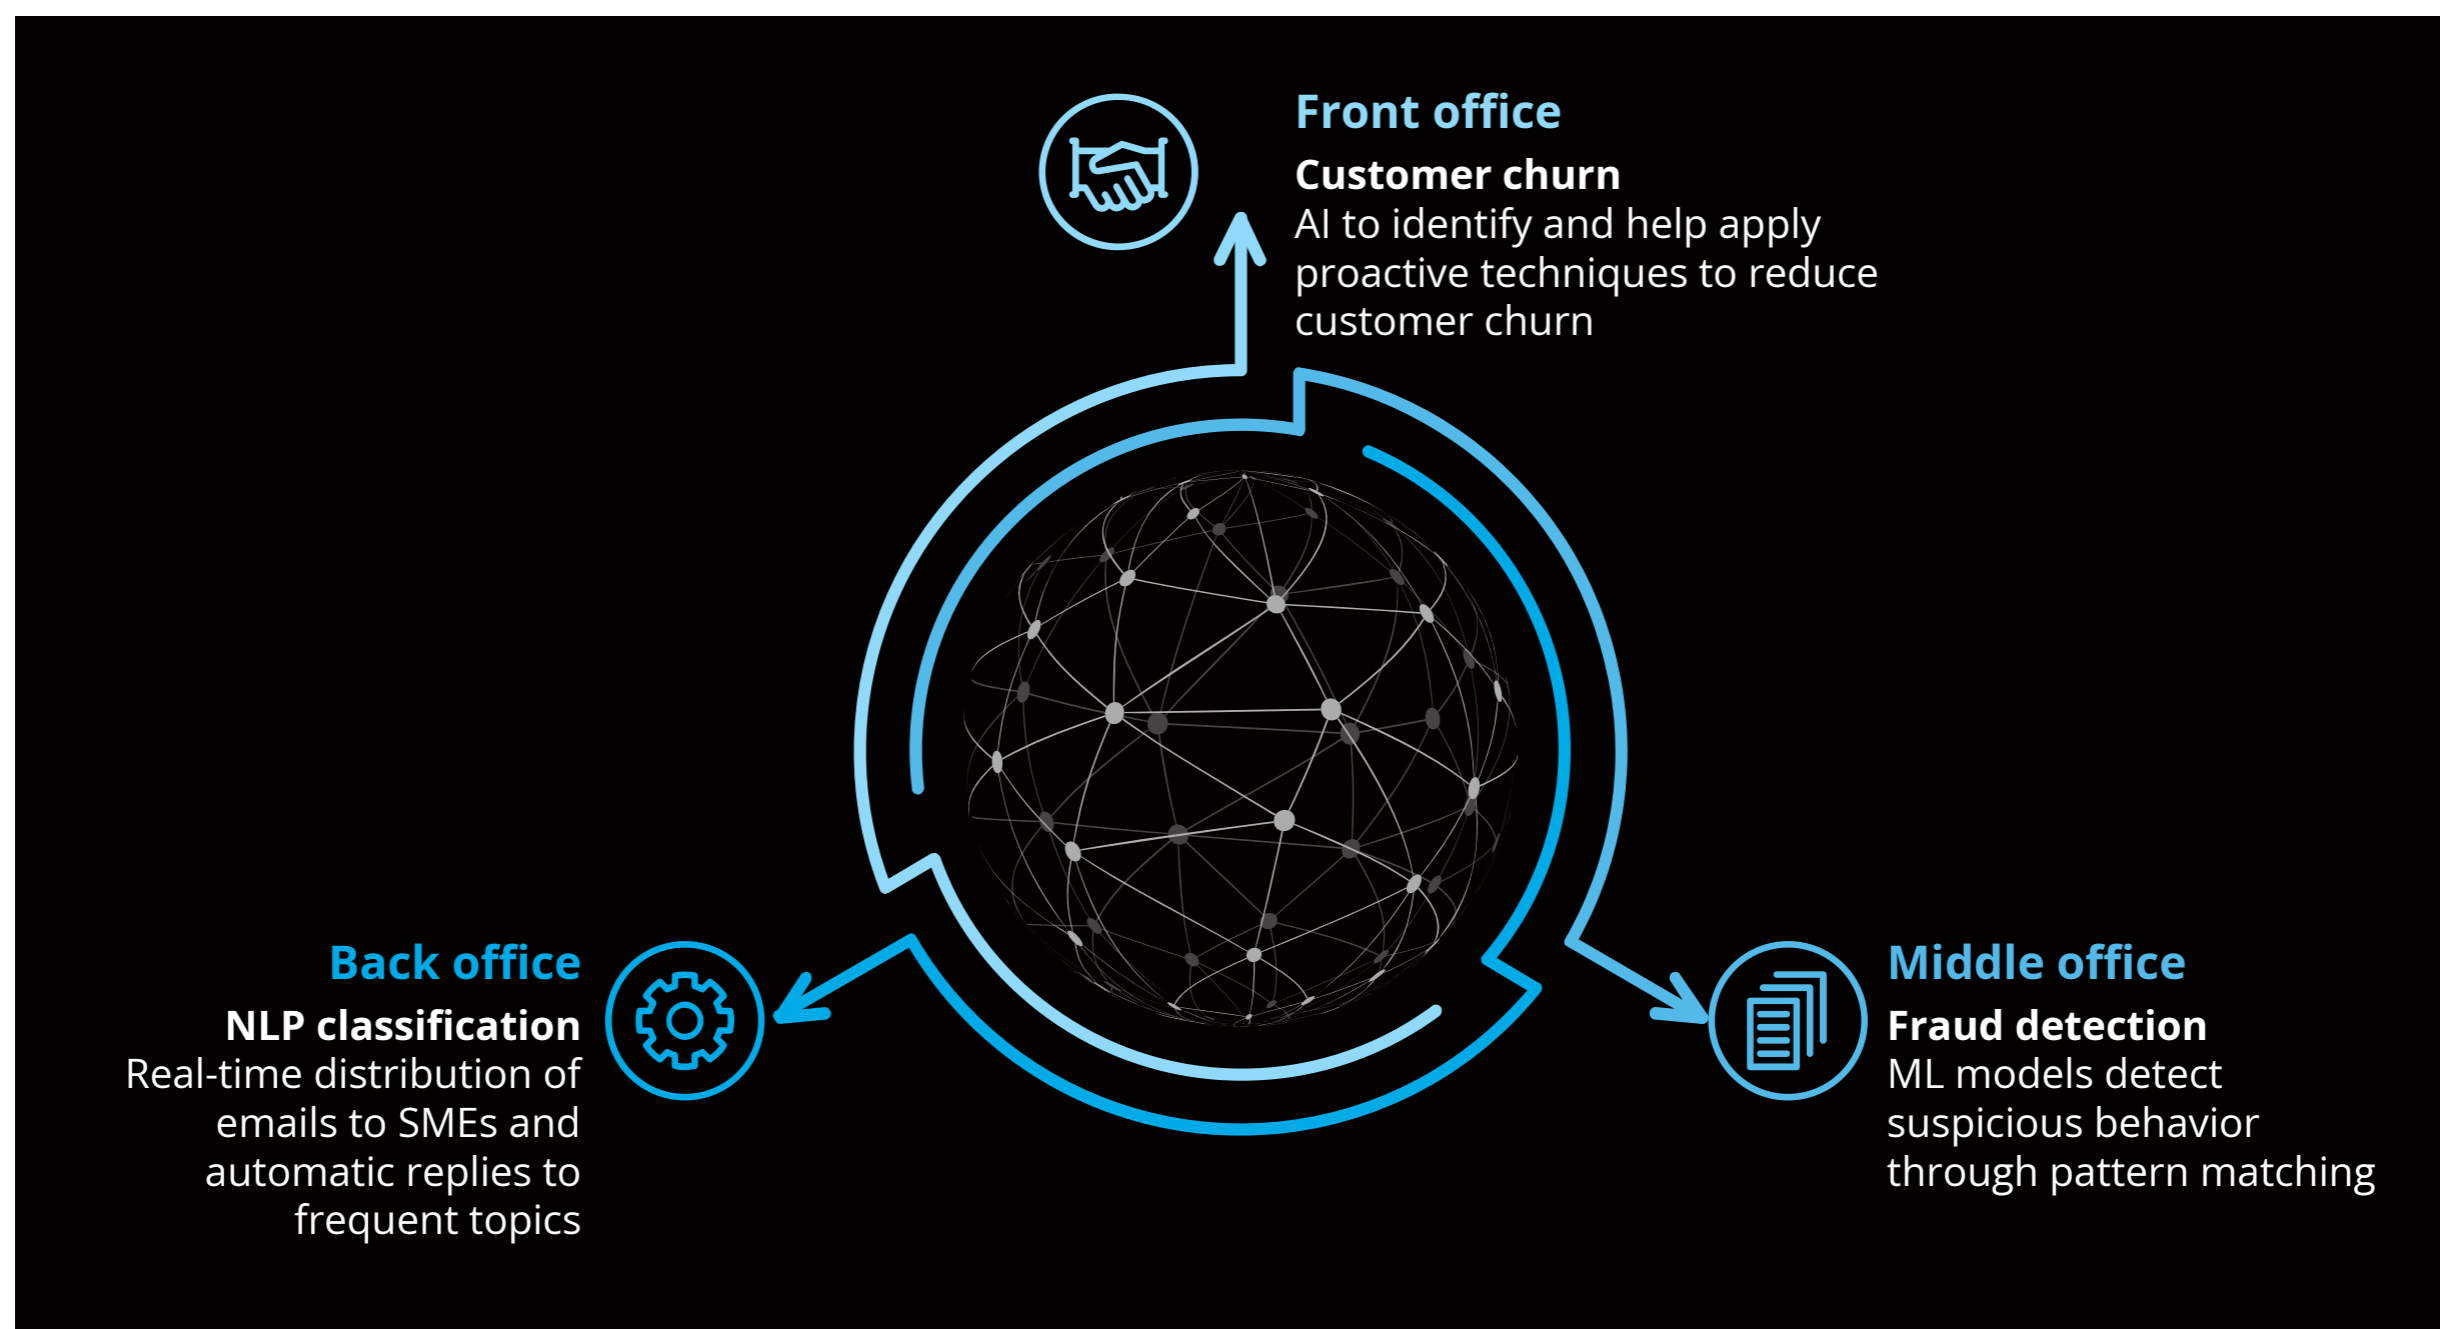 Front office
Customer churn
AI to identify and help apply
proactive techniques to reduce
customer churn
Back office
NLP classification
Real-time distribution of
emails to SMEs and
automatic replies to
frequent topics
Middle office
Fraud detection
ML models detect
suspicious behavior
through pattern matching